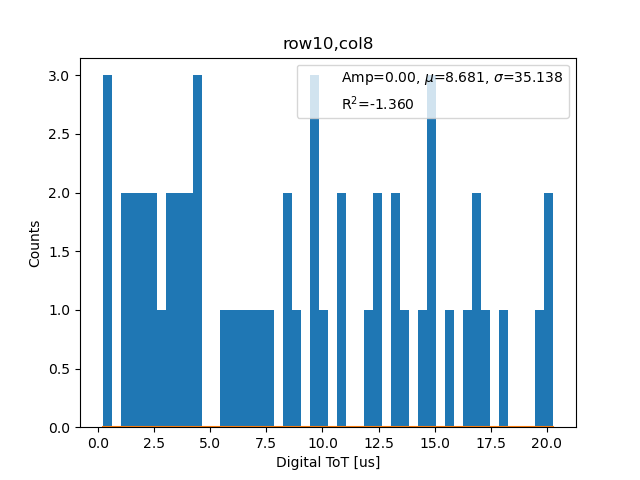 row10,col8
Amp=0.00, μ=8.681, σ=35.138
R²=-1.360
3.0
2.5
2.0
1.5
1.0
0.5
0.0
Counts
0.0 2.5 5.0 7.5 10.0 12.5 15.0 17.5 20.0
Digital ToT [us]